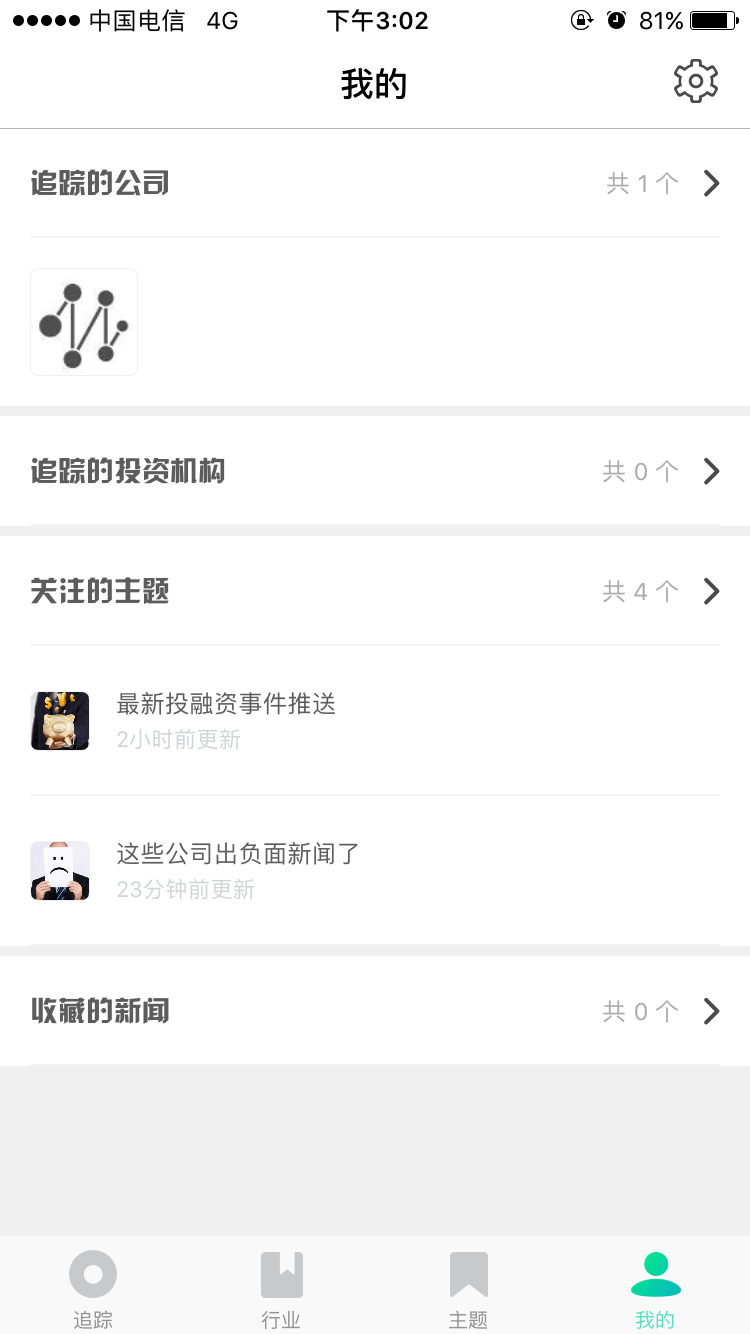 中国电信 4G 下午3:02 81%
我的
追踪的公司 共 1 个
追踪的投资机构 共 0 个
关注的主题 共 4 个
最新投融资事件推送
2小时前更新
这些公司出负面新闻了
23分钟前更新
收藏的新闻 共 0 个
追踪 行业 主题 我的